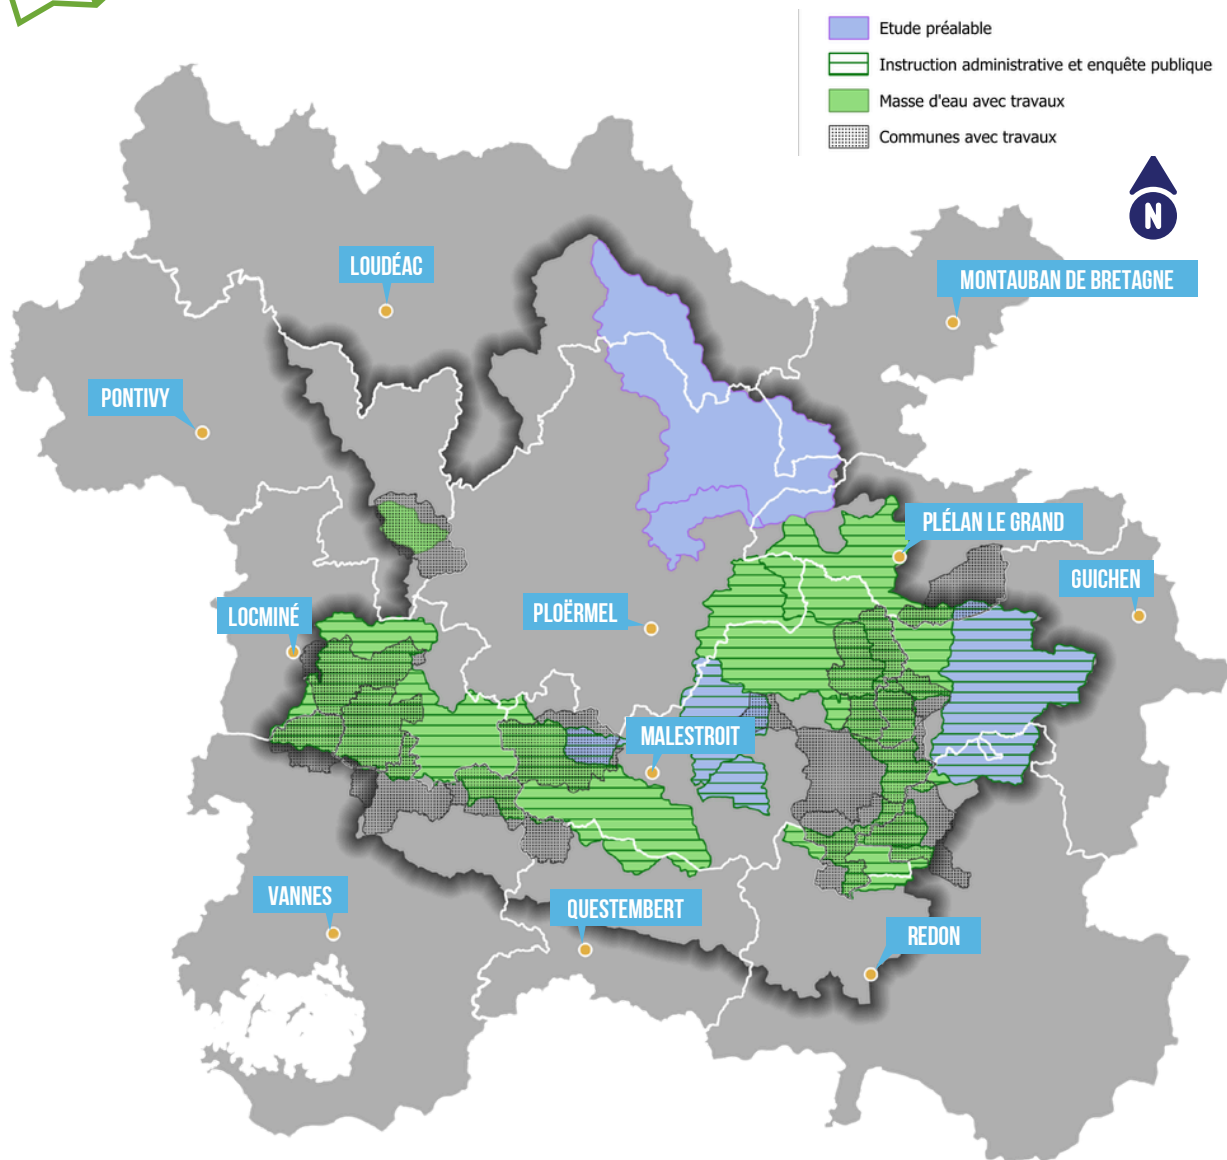 Etude préalable
Instruction administrative et enquête publique
Masse d'eau avec travaux
Communes avec travaux
N
LOUDÉAC
MONTAUBAN DE BRETAGNE
PONTIVY
PLÉLAN LE GRAND
GUICHEN
LOCMINÉ
PLOËRMEL
MALESTROIT
VANNES
QUESTEMBERT
REDON